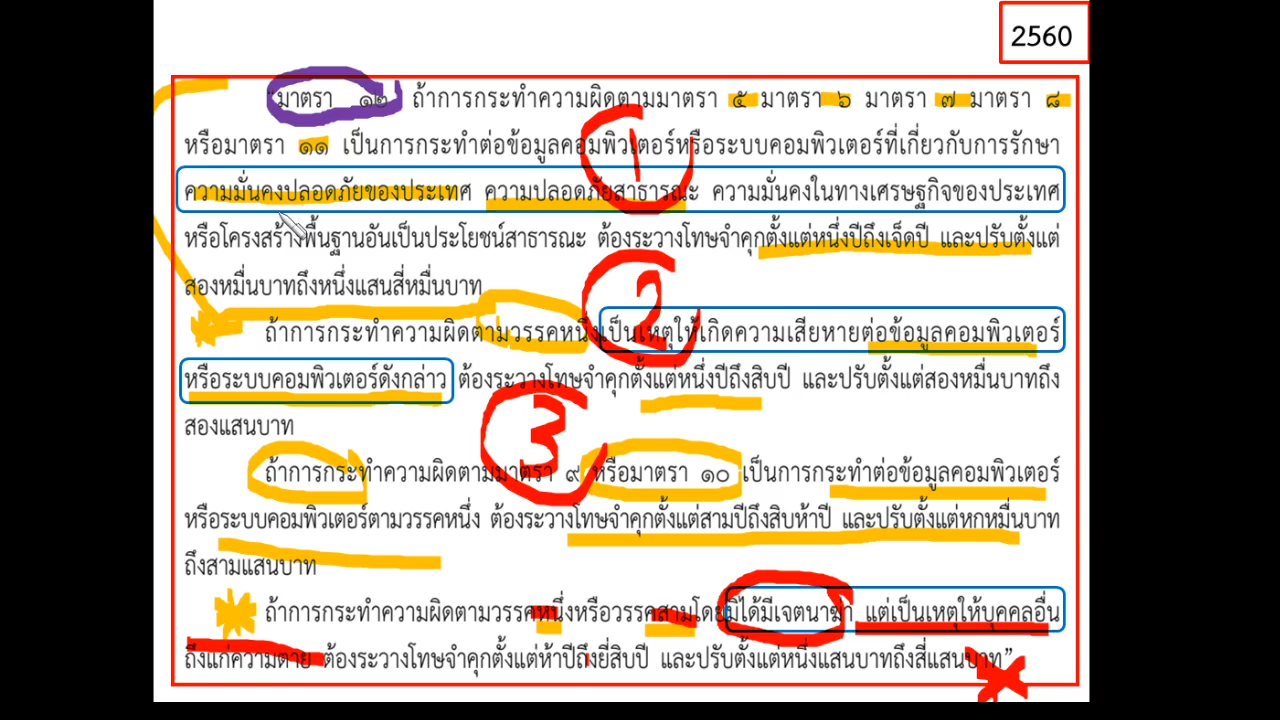 2560
"มาตรา ๑๒ ถ้าการกระทำความผิดตามมาตรา ๕ มาตรา ๖ มาตรา ๗ มาตรา ๘
หรือมาตรา ๑๑ เป็นการกระทำต่อข้อมูลคอมพิวเตอร์หรือระบบคอมพิวเตอร์ที่เกี่ยวกับการรักษา
ความมั่นคงปลอดภัยของประเทศ ความปลอดภัยสาธารณะ ความมั่นคงในทางเศรษฐกิจของประเทศ
หรือโครงสร้างพื้นฐานอันเป็นประโยชน์สาธารณะ ต้องระวางโทษจำคุกตั้งแต่หนึ่งปีถึงเจ็ดปี และปรับตั้งแต่
สองหมื่นบาทถึงหนึ่งแสนสี่หมื่นบาท
ถ้าการกระทำความผิดตามวรรคหนึ่งเป็นเหตุให้เกิดความเสียหายต่อข้อมูลคอมพิวเตอร์
หรือระบบคอมพิวเตอร์ดังกล่าว ต้องระวางโทษจำคุกตั้งแต่หนึ่งปีถึงสิบปี และปรับตั้งแต่สองหมื่นบาทถึง
สองแสนบาท
ถ้าการกระทำความผิดตามมาตรา ๙ หรือมาตรา ๑๐ เป็นการกระทำต่อข้อมูลคอมพิวเตอร์
หรือระบบคอมพิวเตอร์ตามวรรคหนึ่ง ต้องระวางโทษจำคุกตั้งแต่สามปีถึงสิบห้าปี และปรับตั้งแต่หกหมื่นบาท
ถึงสามแสนบาท
ถ้าการกระทำความผิดตามวรรคหนึ่งหรือวรรคสามโดยมิได้มีเจตนาฆ่า แต่เป็นเหตุให้บุคคลอื่น
ถึงแก่ความตาย ต้องระวางโทษจำคุกตั้งแต่ห้าปีถึงยี่สิบปี และปรับตั้งแต่หนึ่งแสนบาทถึงสี่แสนบาท"
1
2
3